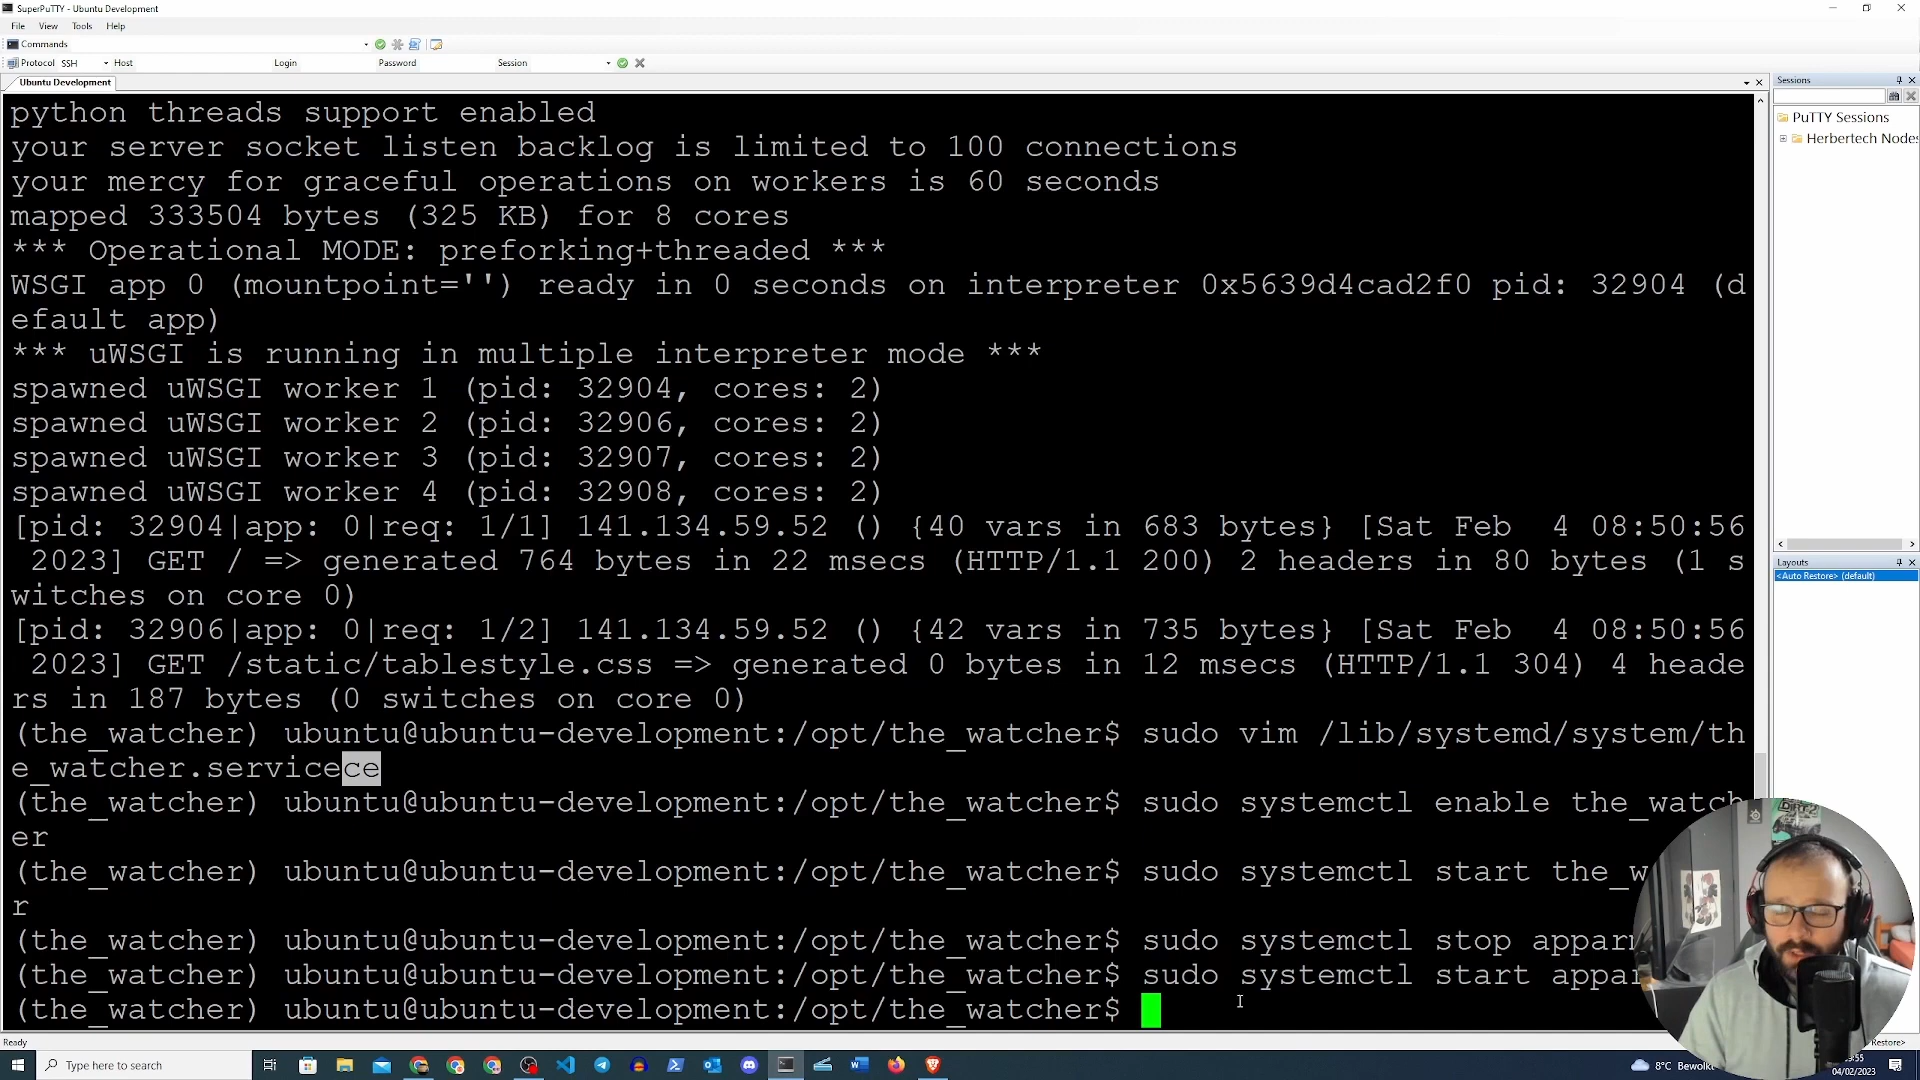 SuperPuTTY - Ubuntu Development
File View Tools Help
Commands
Protocol SSH Host Login Password Session
Ubuntu Development
Sessions
PuTTY Sessions
Herbertech Nodes
python threads support enabled
your server socket listen backlog is limited to 100 connections
your mercy for graceful operations on workers is 60 seconds
mapped 333504 bytes (325 KB) for 8 cores
*** Operational MODE: preforking+threaded ***
WSGI app 0 (mountpoint='') ready in 0 seconds on interpreter 0x5639d4cad2f0 pid: 32904 (d
efault app)
*** uWSGI is running in multiple interpreter mode ***
spawned uWSGI worker 1 (pid: 32904, cores: 2)
spawned uWSGI worker 2 (pid: 32906, cores: 2)
spawned uWSGI worker 3 (pid: 32907, cores: 2)
spawned uWSGI worker 4 (pid: 32908, cores: 2)
[pid: 32904|app: 0|req: 1/1] 141.134.59.52 () {40 vars in 683 bytes} [Sat Feb  4 08:50:56
 2023] GET / => generated 764 bytes in 22 msecs (HTTP/1.1 200) 2 headers in 80 bytes (1 s
witches on core 0)
[pid: 32906|app: 0|req: 1/2] 141.134.59.52 () {42 vars in 735 bytes} [Sat Feb  4 08:50:56
 2023] GET /static/tablestyle.css => generated 0 bytes in 12 msecs (HTTP/1.1 304) 4 heade
rs in 187 bytes (0 switches on core 0)
(the_watcher) ubuntu@ubuntu-development:/opt/the_watcher$ sudo vim /lib/systemd/system/th
e_watcher.servicece
(the_watcher) ubuntu@ubuntu-development:/opt/the_watcher$ sudo systemctl enable the_watch
er
(the_watcher) ubuntu@ubuntu-development:/opt/the_watcher$ sudo systemctl start the_w
r
(the_watcher) ubuntu@ubuntu-development:/opt/the_watcher$ sudo systemctl stop appar
(the_watcher) ubuntu@ubuntu-development:/opt/the_watcher$ sudo systemctl start appar
(the_watcher) ubuntu@ubuntu-development:/opt/the_watcher$
Layouts
<Auto Restore> (default)
Ready
Restore>
Type here to search
8°C Bewolkt
04/02/2023